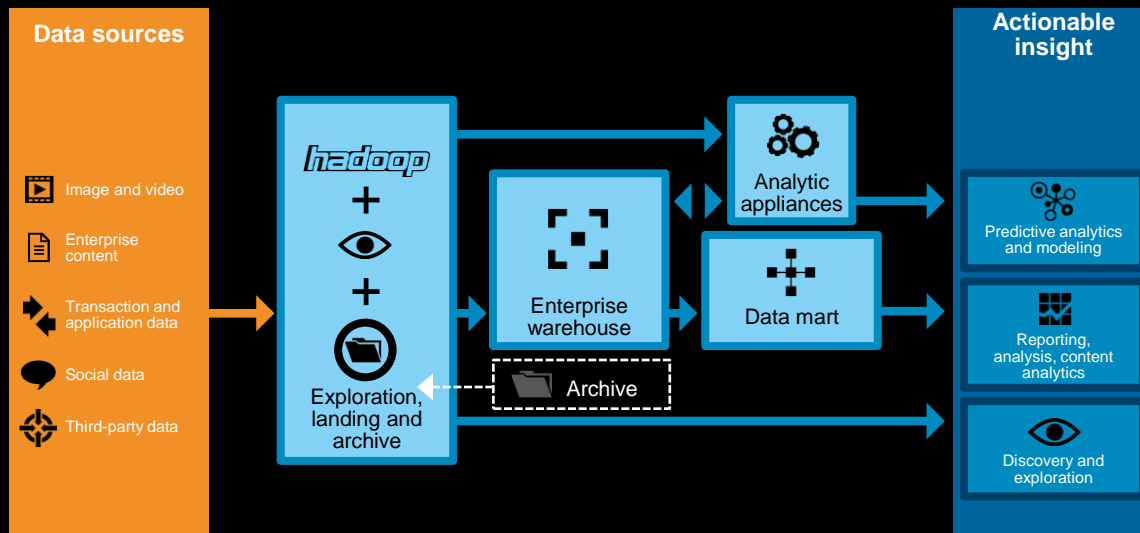 Data sources
Image and video
Enterprise
content
Transaction and
application data
Social data
Third-party data
hadoop
+
+
Exploration,
landing and
archive
Enterprise
warehouse
Archive
Analytic
appliances
Data mart
Actionable
insight
Predictive analytics
and modeling
Reporting,
analysis, content
analytics
Discovery and
exploration